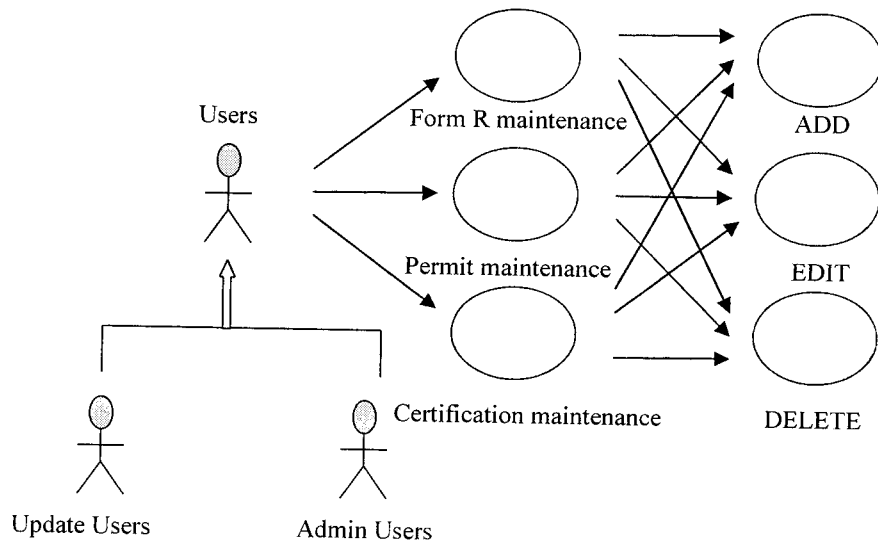 Users
Form R maintenance
ADD
Permit maintenance
EDIT
Certification maintenance
DELETE
Update Users
Admin Users